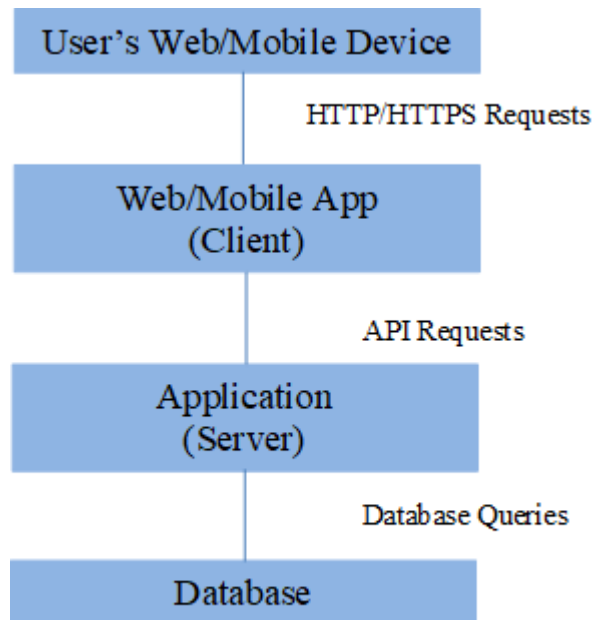 User’s Web/Mobile Device
HTTP/HTTPS Requests
Web/Mobile App
(Client)
API Requests
Application
(Server)
Database Queries
Database